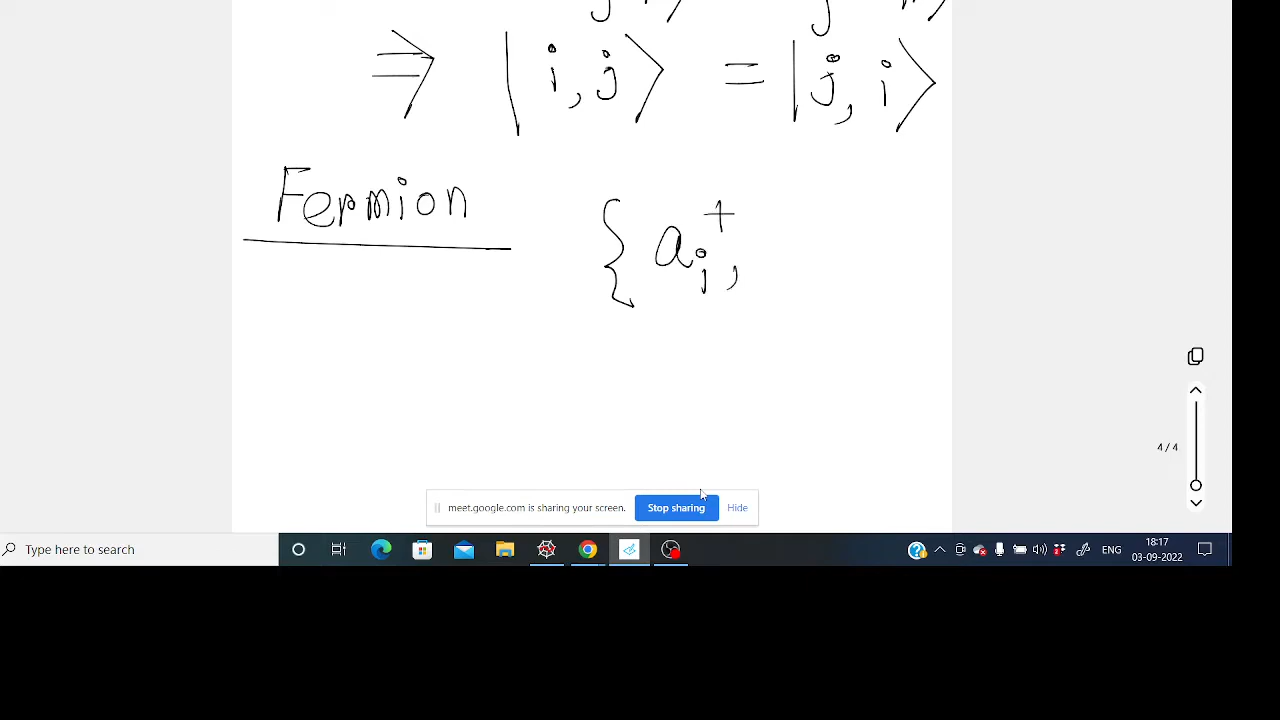 ⇒ |i,j⟩ = |j,i⟩
Fermion { a_i^+ ,
4/4
meet.google.com is sharing your screen. Stop sharing Hide
Type here to search
ENG
18:17
03-09-2022